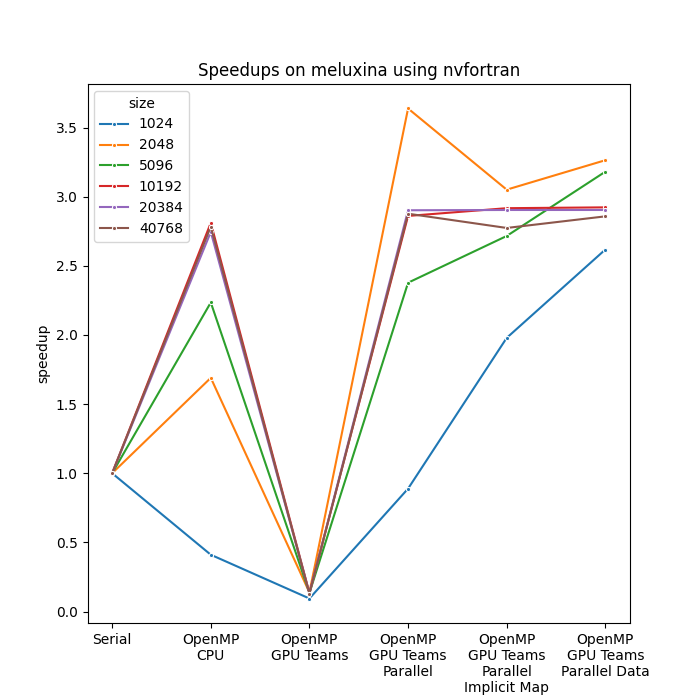 Speedups on meluxina using nvfortran
size
1024
2048
5096
10192
20384
40768
speedup
3.5
3.0
2.5
2.0
1.5
1.0
0.5
0.0
Serial
OpenMP
CPU
OpenMP
GPU Teams
OpenMP
GPU Teams
Parallel
OpenMP
GPU Teams
Parallel
Implicit Map
OpenMP
GPU Teams
Parallel Data